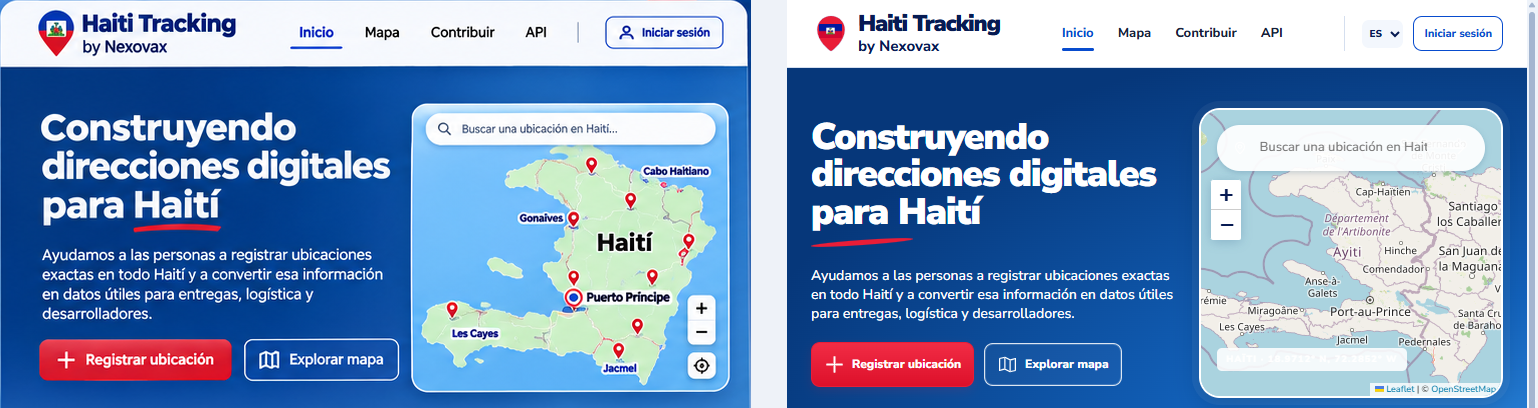 Haiti Tracking
by Nexovax
Inicio
Mapa
Contribuir
API
Iniciar sesión
Construyendo
direcciones digitales
para Haití
Ayudamos a las personas a registrar ubicaciones
exactas en todo Haití y a convertir esa información
en datos útiles para entregas, logística y
desarrolladores.
Registrar ubicación
Explorar mapa
Buscar una ubicación en Haití...
Cabo Haitiano
Gonaïves
Haití
Puerto Príncipe
Les Cayes
Jacmel
+
−
Haiti Tracking
by Nexovax
Inicio
Mapa
Contribuir
API
ES
Iniciar sesión
Construyendo
direcciones digitales
para Haití
Ayudamos a las personas a registrar ubicaciones exactas
en todo Haití y a convertir esa información en datos útiles
para entregas, logística y desarrolladores.
Registrar ubicación
Explorar mapa
Buscar una ubicación en Hait
+
−
Cap-Haïtien
Santiago
los Caballer
Département
de l'Artibonite
Ayiti
Hinche
San Juan de
la Maguana
Comendador
Anse-à-
Galets
rémie
Miragoâne
Port-au-Prince
Santa Cru
de Baraho
Les Cayes
Jacmel
Pedernales
Leaflet | © OpenStreetMap